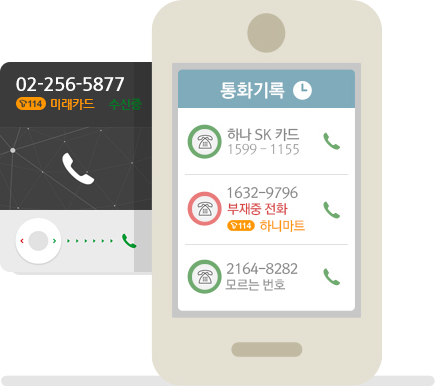 02-256-5877
114 미래카드 수신중
통화기록
하나 SK 카드
1599 - 1155
1632-9796
부재중 전화
114 하니마트
2164-8282
모르는 번호